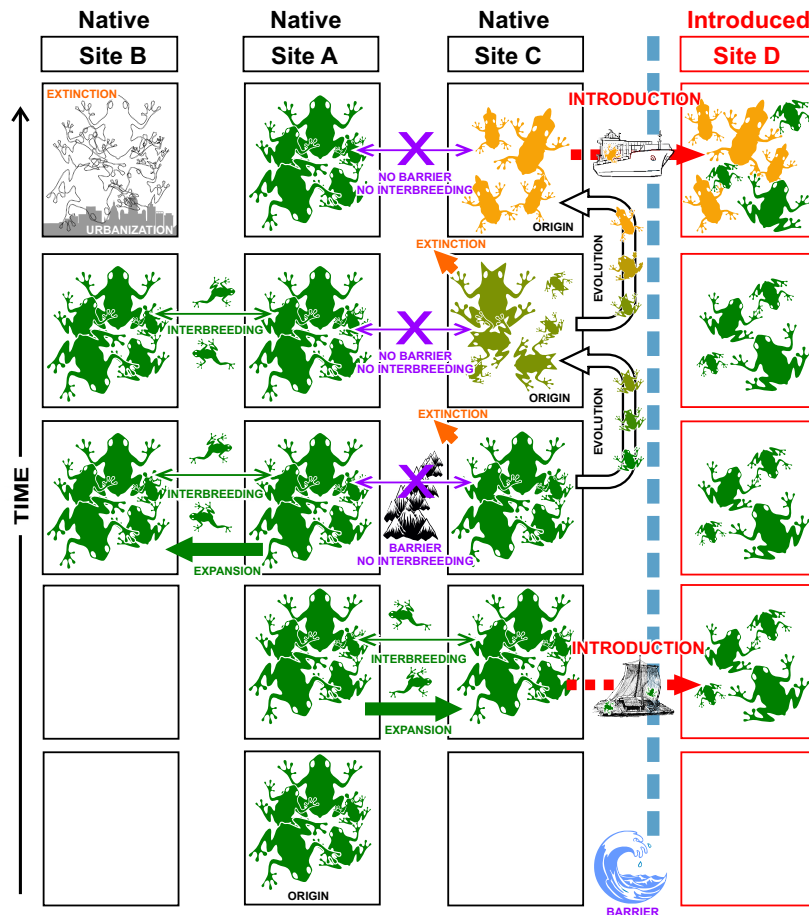 Native
Native
Native
Introduced
Site B
Site A
Site C
Site D
EXTINCTION
URBANIZATION
NO BARRIER
NO INTERBREEDING
INTRODUCTION
ORIGIN
EVOLUTION
INTERBREEDING
NO BARRIER
NO INTERBREEDING
EXTINCTION
ORIGIN
EVOLUTION
INTERBREEDING
EXPANSION
BARRIER
NO INTERBREEDING
EXTINCTION
INTERBREEDING
EXPANSION
INTRODUCTION
ORIGIN
BARRIER
TIME